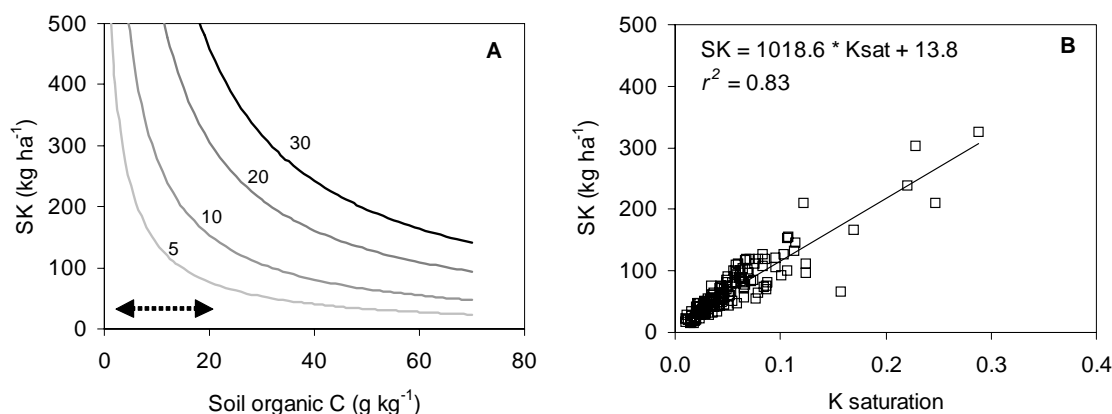 500
400
300
200
100
0
SK (kg ha⁻¹)
A
30
20
10
5
0 20 40 60 80
Soil organic C (g kg⁻¹)
500
400
300
200
100
0
SK (kg ha⁻¹)
SK = 1018.6 * Ksat + 13.8
r² = 0.83
B
0.0 0.1 0.2 0.3 0.4
K saturation